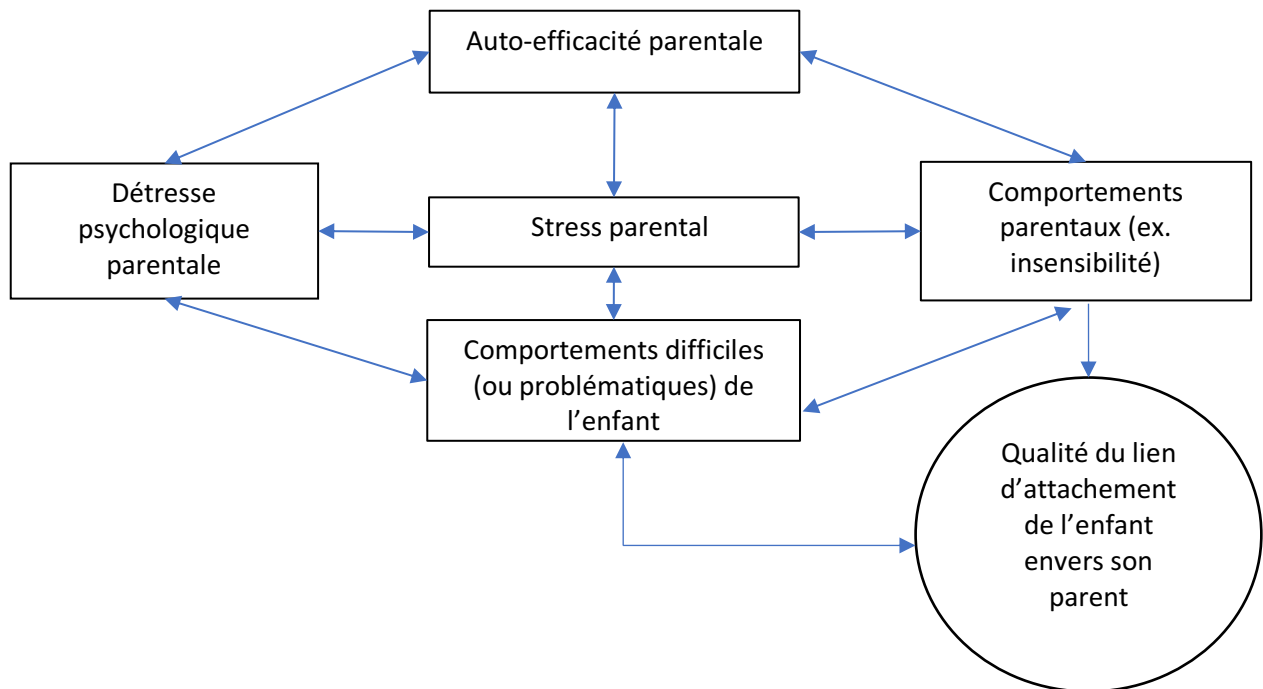 Auto-efficacité parentale
Détresse
psychologique
parentale
Stress parental
Comportements
parentaux (ex.
insensibilité)
Comportements difficiles
(ou problématiques) de
l’enfant
Qualité du lien
d’attachement
de l’enfant
envers son
parent